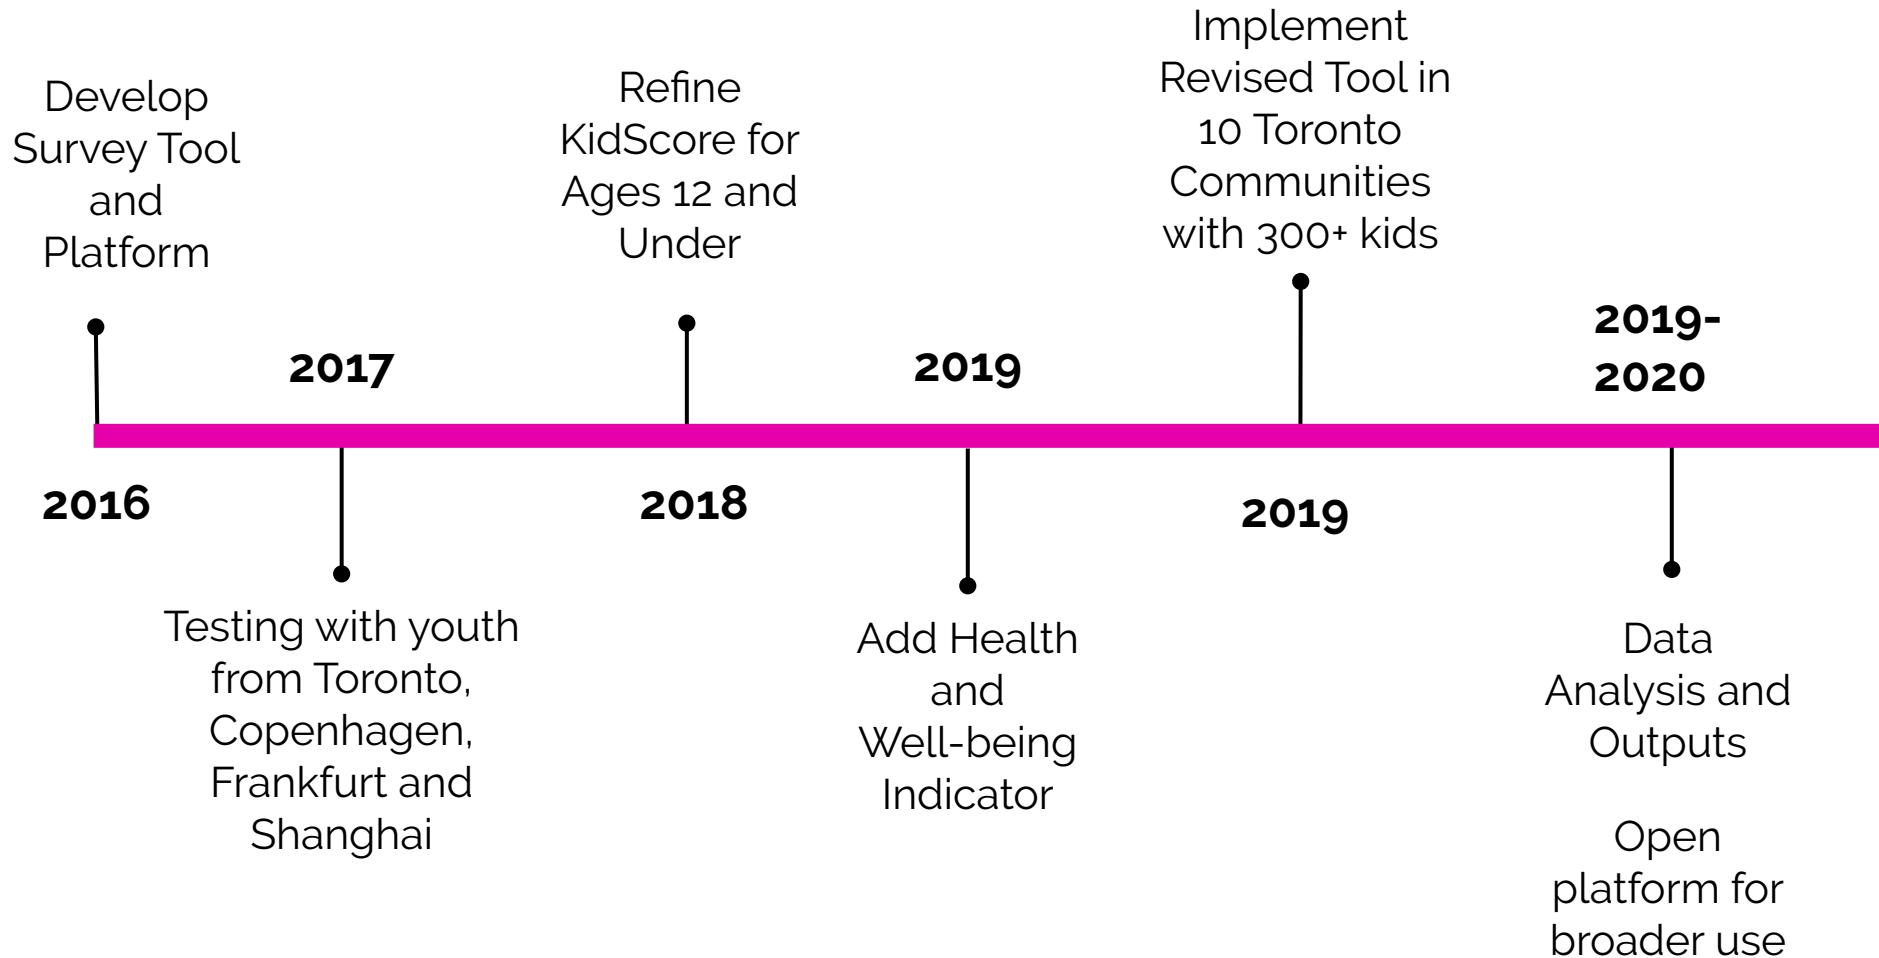 Develop
Survey Tool
and
Platform
2016
2017
Testing with youth
from Toronto,
Copenhagen,
Frankfurt and
Shanghai
Refine
KidScore for
Ages 12 and
Under
2018
2019
Add Health
and
Well-being
Indicator
Implement
Revised Tool in
10 Toronto
Communities
with 300+ kids
2019
2019-
2020
Data
Analysis and
Outputs
Open
platform for
broader use